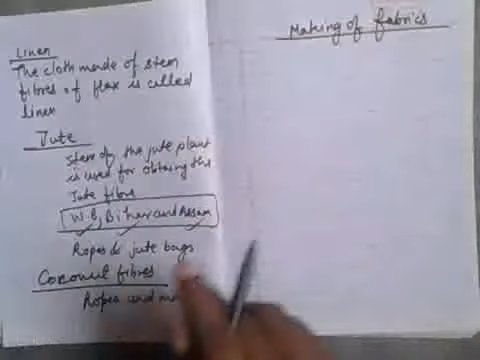 Linen
The cloth made of stem
fibres of flax is called
linen
Jute
Stem of the jute plant
is used for obtaining the
Jute fibre
W.B, Bihar and Assam
Ropes & jute bags
Coconut fibres
Ropes and
Making of fabrics